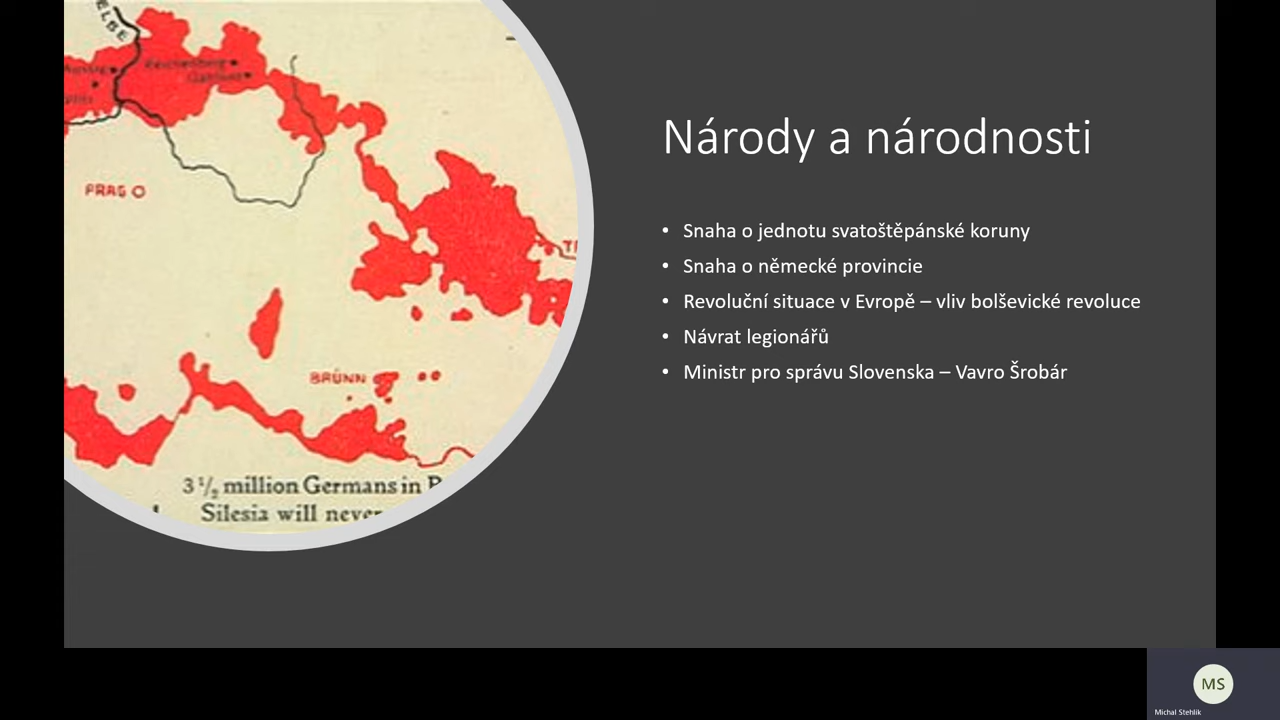 ELBE
Reichenberg
Gablonz
PRAG
BRÜNN
3 1/2 million Germans in
Silesia will never
Národy a národnosti
• Snaha o jednotu svatoštěpánské koruny
• Snaha o německé provincie
• Revoluční situace v Evropě – vliv bolševické revoluce
• Návrat legionářů
• Ministr pro správu Slovenska – Vavro Šrobár
MS
Michal Stehlík